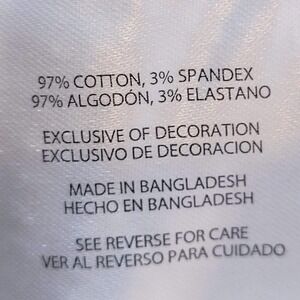 97% COTTON, 3% SPANDEX
97% ALGODÓN, 3% ELASTANO
EXCLUSIVE OF DECORATION
EXCLUSIVO DE DECORACION
MADE IN BANGLADESH
HECHO EN BANGLADESH
SEE REVERSE FOR CARE
VER AL REVERSO PARA CUIDADO